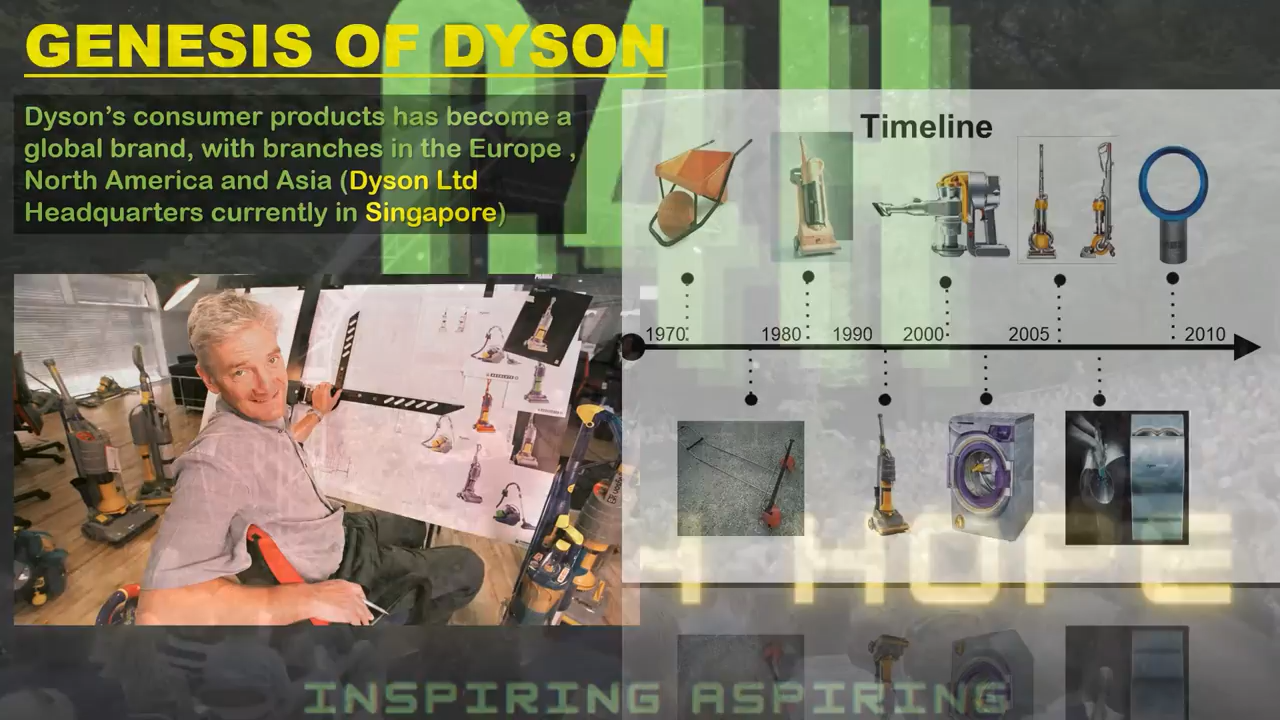 GENESIS OF DYSON
Dyson's consumer products has become a
global brand, with branches in the Europe ,
North America and Asia (Dyson Ltd
Headquarters currently in Singapore)
Timeline
1970
1980
1990
2000
2005
2010
HOPE
INSPIRING ASPIRING